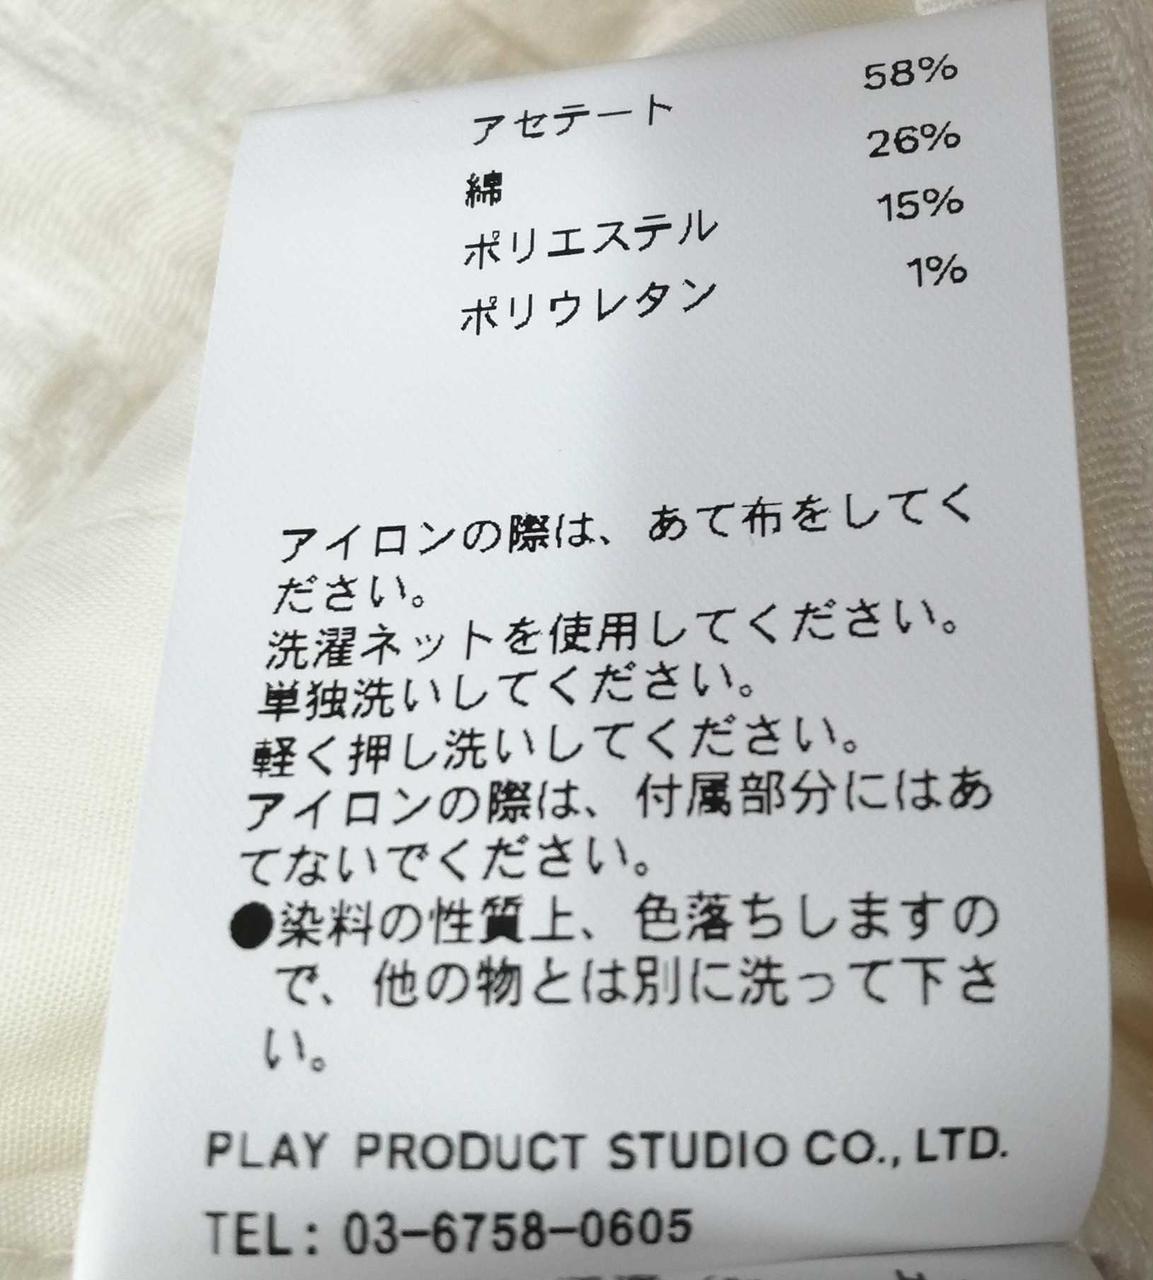 アセテート 58%
綿 26%
ポリエステル 15%
ポリウレタン 1%
アイロンの際は、あて布をしてく
ださい。
洗濯ネットを使用してください。
単独洗いしてください。
軽く押し洗いしてください。
アイロンの際は、付属部分にはあ
てないでください。
●染料の性質上、色落ちしますの
で、他の物とは別に洗って下さ
い。
PLAY PRODUCT STUDIO CO., LTD.
TEL: 03-6758-0605